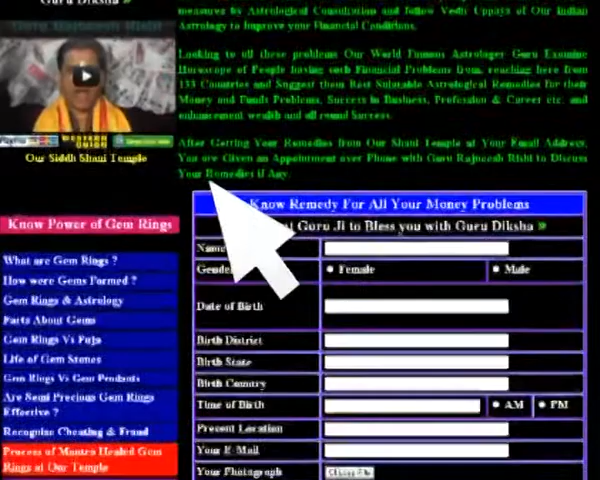 Guru Diksha »
measures by Astrological Consultation and follow Vedic Uppays of Our Indian
Astrology to Improve your Financial Conditions.
Looking to all these problems Our World Famous Astrologer Guru Examine
Horoscope of People having such Financial Problems from, reaching here from
133 Countries and Suggest them Best Suitable Astrological Remedies for their
Money and Funds Problems, Success in Business, Profession & Career etc. and
enhancement wealth and all round Success.
After Getting Your Remedies from Our Shani Temple at Your Email Address,
You are Given an Appointment over Phone with Guru Rajneesh Rishi to Discuss
Your Remedies if Any.
Guru Rajneesh Rishi
WESTERN UNION
Our Siddh Shani Temple
Know Power of Gem Rings
What are Gem Rings ?
How were Gems Formed ?
Gem Rings & Astrology
Facts About Gems
Gem Rings Vs Puja
Life of Gem Stones
Gem Rings Vs Gem Pendants
Are Semi Precious Gem Rings
Effective ?
Recognise Cheating & Fraud
Process of Mantra Healed Gem
Rings at Our Temple
Know Remedy For All Your Money Problems
Guru Ji to Bless you with Guru Diksha »
Name
Gender
Female
Male
Date of Birth
Birth District
Birth State
Birth Country
Time of Birth
AM
PM
Present Location
Your E-Mail
Your Photograph
Choose File